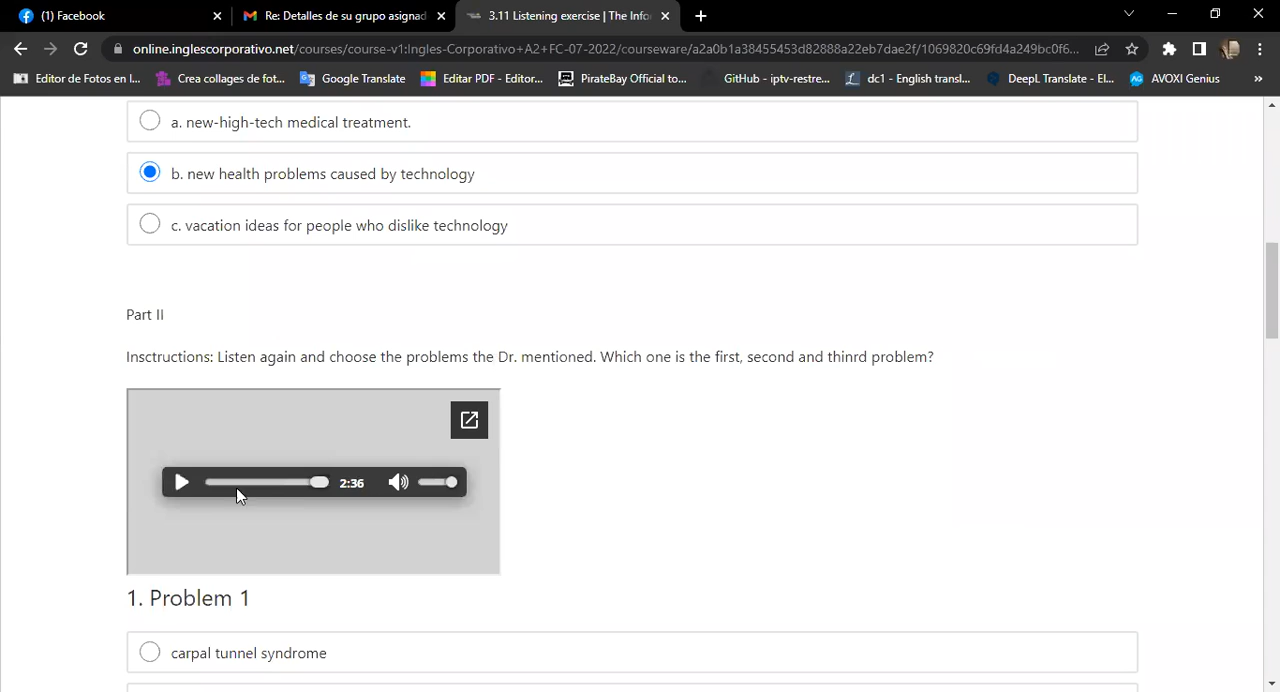 (1) Facebook
Re: Detalles de su grupo asignad
3.11 Listening exercise | The Info
online.inglescorporativo.net/courses/course-v1:Ingles-Corporativo+A2+FC-07-2022/courseware/a2a0b1a38455453d82888a22eb7dae2f/1069820c69fd4a249bc0f6...
Editor de Fotos en l...
Crea collages de fot...
Google Translate
Editar PDF - Editor...
PirateBay Official to...
GitHub - iptv-restre...
dc1 - English transl...
DeepL Translate - El...
AVOXI Genius
»
a. new-high-tech medical treatment.
b. new health problems caused by technology
c. vacation ideas for people who dislike technology
Part II
Insctructions: Listen again and choose the problems the Dr. mentioned. Which one is the first, second and thinrd problem?
2:36
1. Problem 1
carpal tunnel syndrome